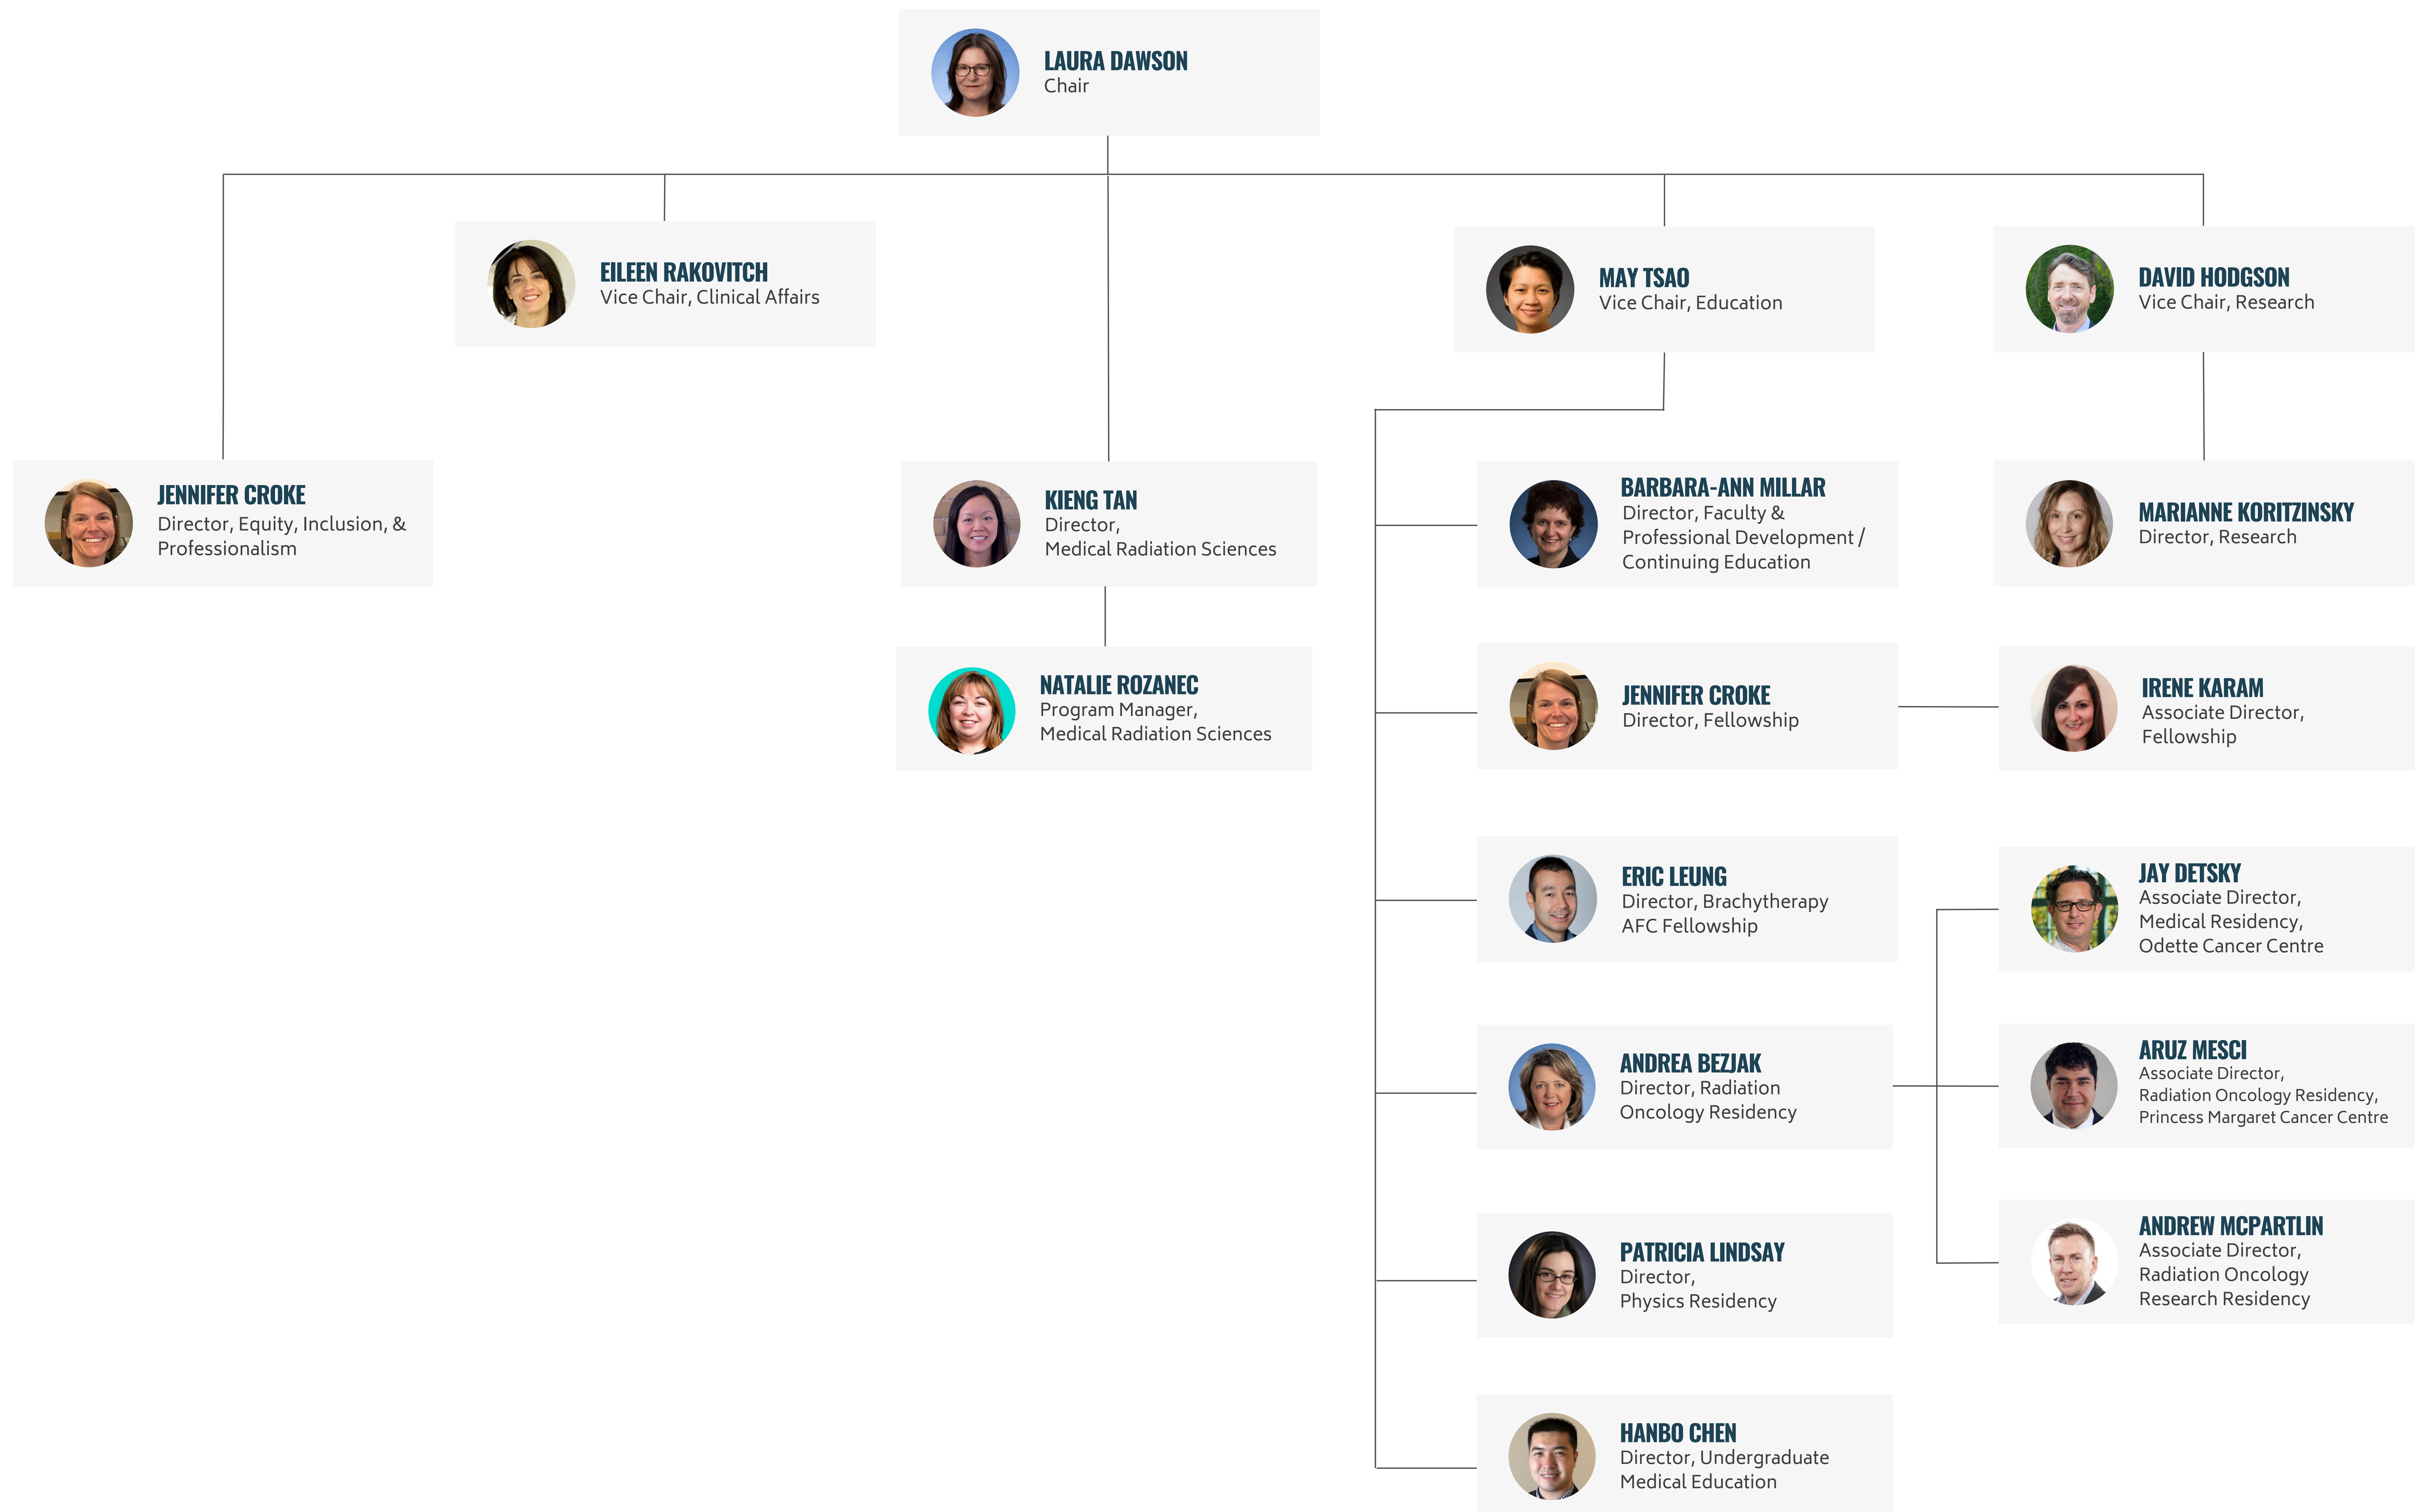 LAURA DAWSON
Chair
EILEEN RAKOVITCH
Vice Chair, Clinical Affairs
MAY TSAO
Vice Chair, Education
DAVID HODGSON
Vice Chair, Research
JENNIFER CROKE
Director, Equity, Inclusion, &
Professionalism
KIENG TAN
Director,
Medical Radiation Sciences
BARBARA-ANN MILLAR
Director, Faculty &
Professional Development /
Continuing Education
MARIANNE KORITZINSKY
Director, Research
NATALIE ROZANEC
Program Manager,
Medical Radiation Sciences
JENNIFER CROKE
Director, Fellowship
IRENE KARAM
Associate Director,
Fellowship
ERIC LEUNG
Director, Brachytherapy
AFC Fellowship
JAY DETSKY
Associate Director,
Medical Residency,
Odette Cancer Centre
ANDREA BEZJAK
Director, Radiation
Oncology Residency
ARUZ MESCI
Associate Director,
Radiation Oncology Residency,
Princess Margaret Cancer Centre
PATRICIA LINDSAY
Director,
Physics Residency
ANDREW MCPARTLIN
Associate Director,
Radiation Oncology
Research Residency
HANBO CHEN
Director, Undergraduate
Medical Education